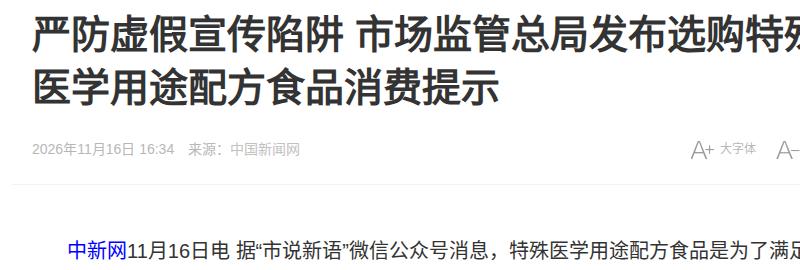 严防虚假宣传陷阱 市场监管总局发布选购特殊
医学用途配方食品消费提示
2026年11月16日 16:34 来源：中国新闻网 A+ 大字体 A-
中新网11月16日电 据“市说新语”微信公众号消息，特殊医学用途配方食品是为了满足